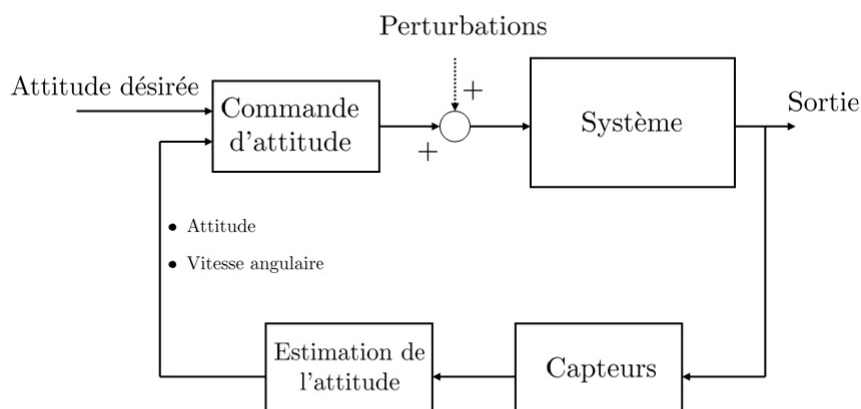 Perturbations
Attitude désirée
Commande
d'attitude
+
+
Système
Sortie
• Attitude
• Vitesse angulaire
Estimation de
l'attitude
Capteurs